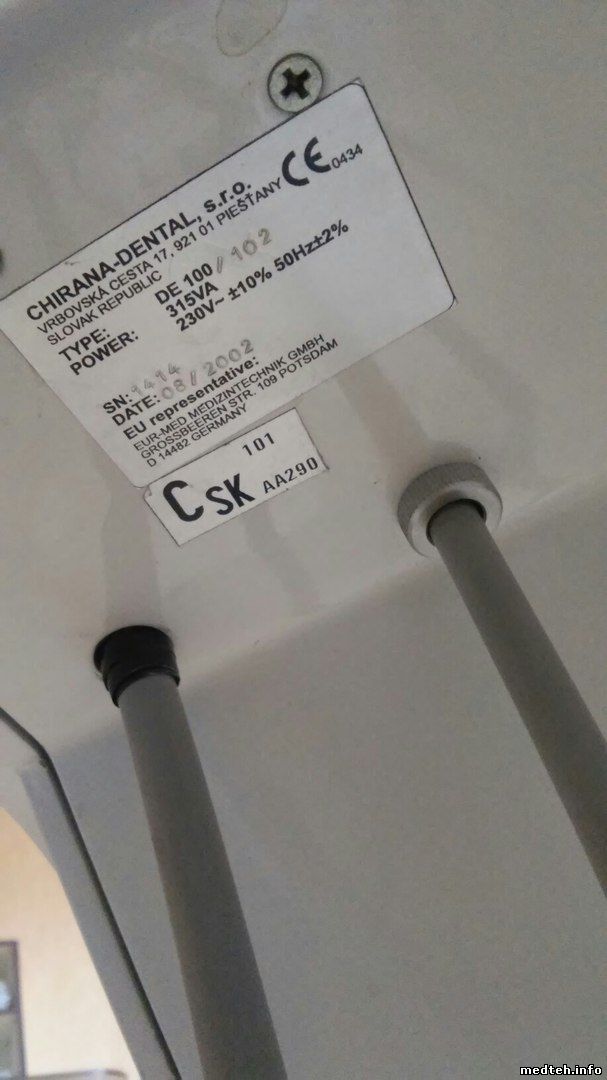 CHIRANA-DENTAL, s.r.o.
VRBOVSKÁ CESTA 17, 921 01 PIEŠŤANY
SLOVAK REPUBLIC
CE 0434
TYPE: DE 100 / 102
POWER: 315VA
230V~ ±10% 50Hz±2%
SN: 1414
DATE: 08/2002
EU representative:
EUR-MED MEDIZINTECHNIK GMBH
GROSSBEEREN STR. 109 POTSDAM
D 14482 GERMANY
101
CSK AA290
medteh.info